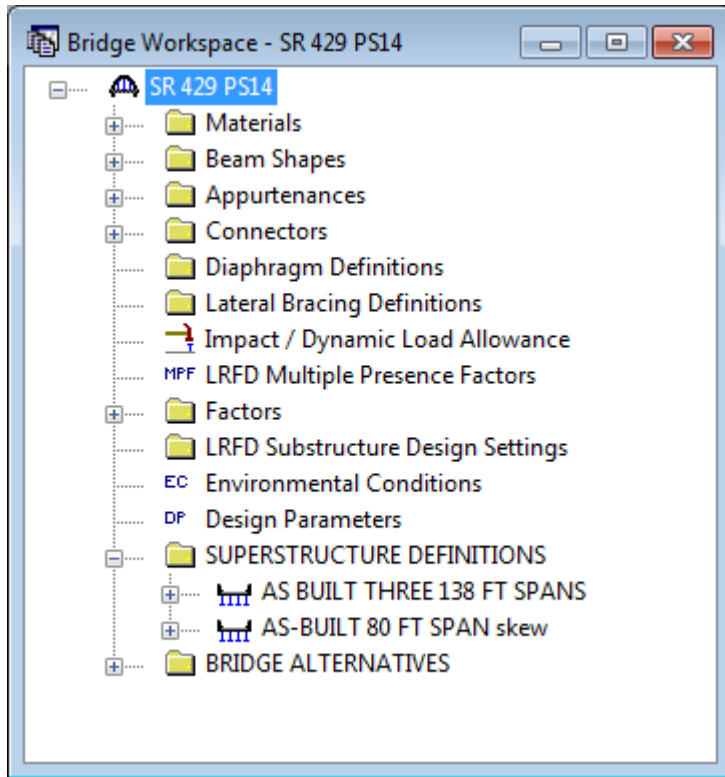 Bridge Workspace - SR 429 PS14
SR 429 PS14
Materials
Beam Shapes
Appurtenances
Connectors
Diaphragm Definitions
Lateral Bracing Definitions
Impact / Dynamic Load Allowance
MPF LRFD Multiple Presence Factors
Factors
LRFD Substructure Design Settings
EC Environmental Conditions
DP Design Parameters
SUPERSTRUCTURE DEFINITIONS
AS BUILT THREE 138 FT SPANS
AS-BUILT 80 FT SPAN skew
BRIDGE ALTERNATIVES